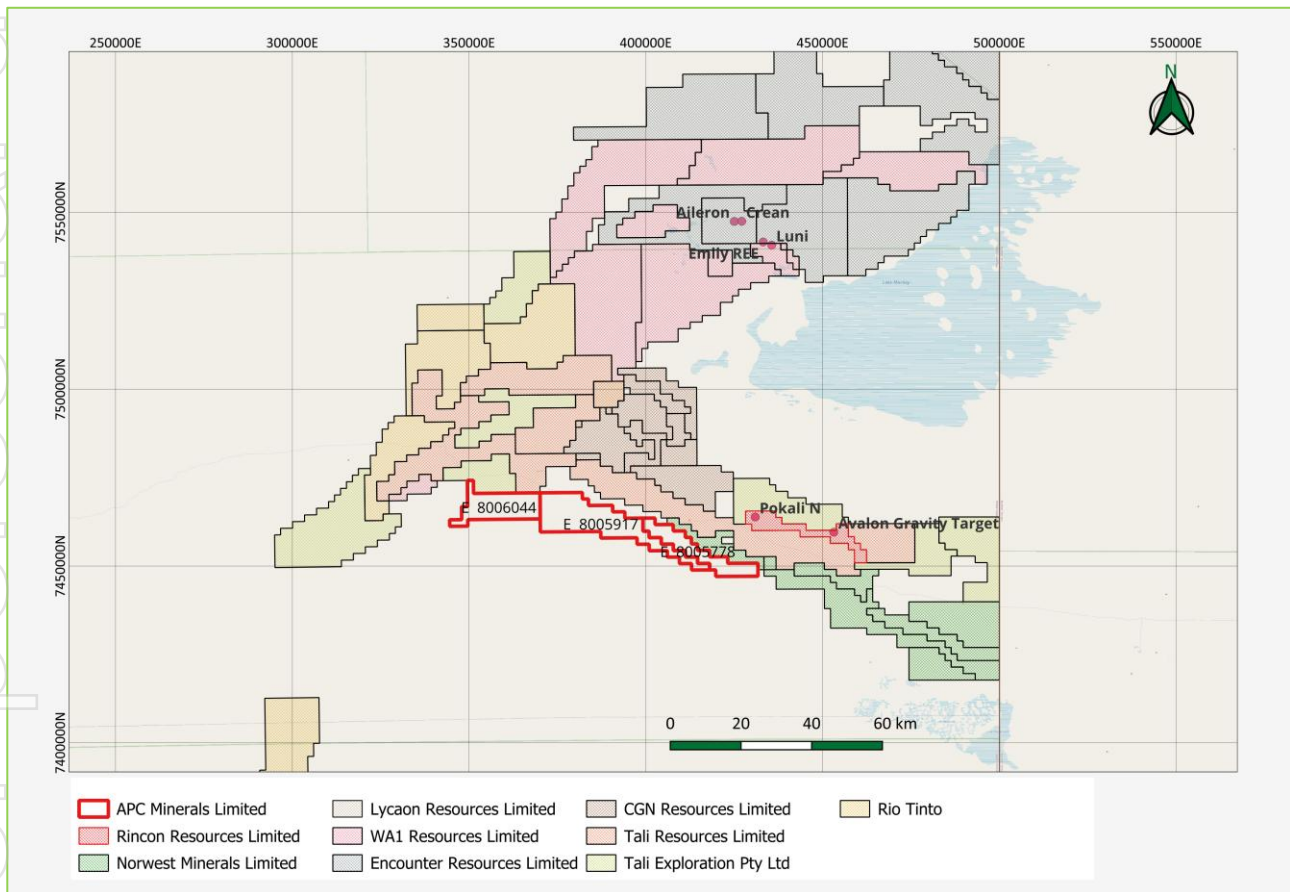 250000E 300000E 350000E 400000E 450000E 500000E 550000E
N
7550000N
Aileron Crean
Luni
Emily REE
Lake Mackay
7500000N
E 8006044
E 8005917
E 8005778
Pokali N
Avalon Gravity Target
7450000N
7400000N
0 20 40 60 km
APC Minerals Limited Lycaon Resources Limited CGN Resources Limited Rio Tinto
Rincon Resources Limited WA1 Resources Limited Tali Resources Limited
Norwest Minerals Limited Encounter Resources Limited Tali Exploration Pty Ltd